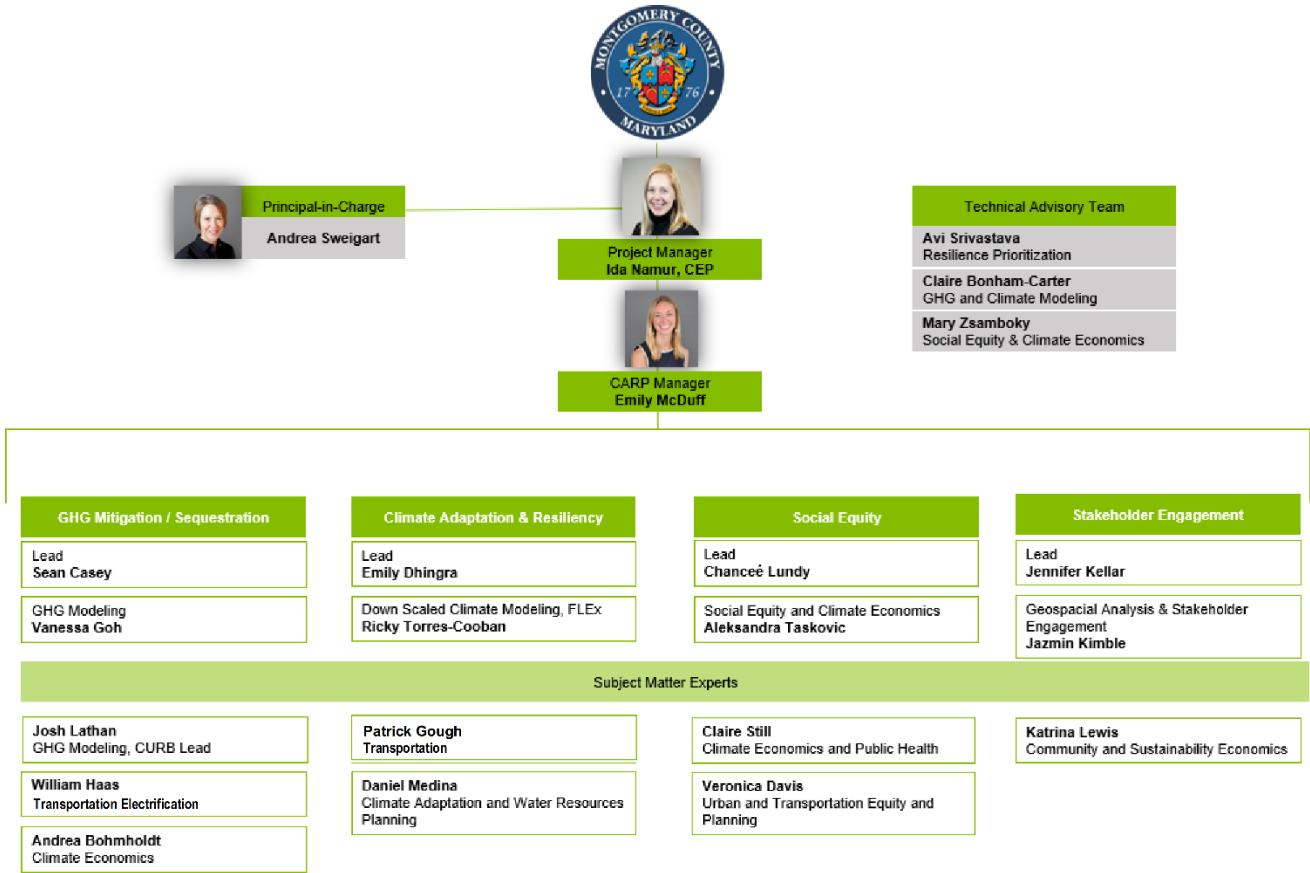 MONTGOMERY COUNTY
17 76
MARYLAND
Principal-in-Charge
Andrea Sweigart
Project Manager
Ida Namur, CEP
Technical Advisory Team
Avi Srivastava
Resilience Prioritization
Claire Bonham-Carter
GHG and Climate Modeling
Mary Zsamboky
Social Equity & Climate Economics
CARP Manager
Emily McDuff
GHG Mitigation / Sequestration
Lead
Sean Casey
GHG Modeling
Vanessa Goh
Climate Adaptation & Resiliency
Lead
Emily Dhingra
Down Scaled Climate Modeling, FLEx
Ricky Torres-Cooban
Social Equity
Lead
Chanceé Lundy
Social Equity and Climate Economics
Aleksandra Taskovic
Stakeholder Engagement
Lead
Jennifer Kellar
Geospacial Analysis & Stakeholder
Engagement
Jazmin Kimble
Subject Matter Experts
Josh Lathan
GHG Modeling, CURB Lead
William Haas
Transportation Electrification
Andrea Bohmholdt
Climate Economics
Patrick Gough
Transportation
Daniel Medina
Climate Adaptation and Water Resources
Planning
Claire Still
Climate Economics and Public Health
Veronica Davis
Urban and Transportation Equity and
Planning
Katrina Lewis
Community and Sustainability Economics